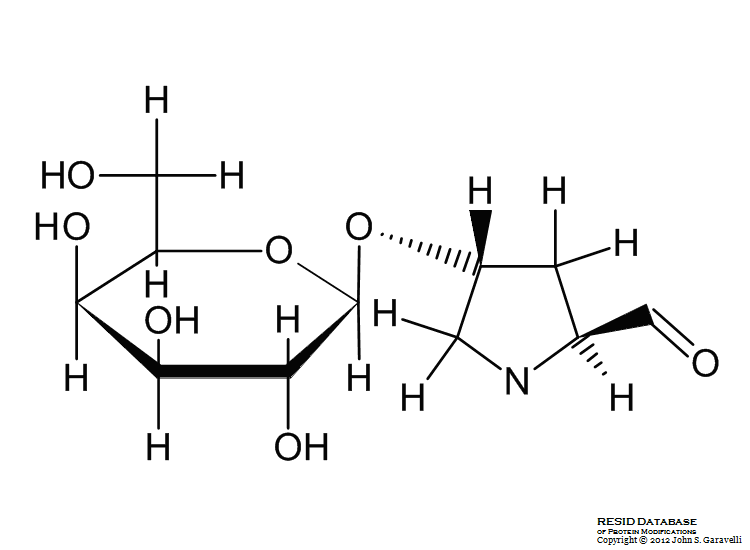 H
HO H
HO O H H
O H
H
OH H H
H H H N O
H H
H OH
RESID DATABASE
OF PROTEIN MODIFICATIONS
Copyright © 2012 John S. Garavelli